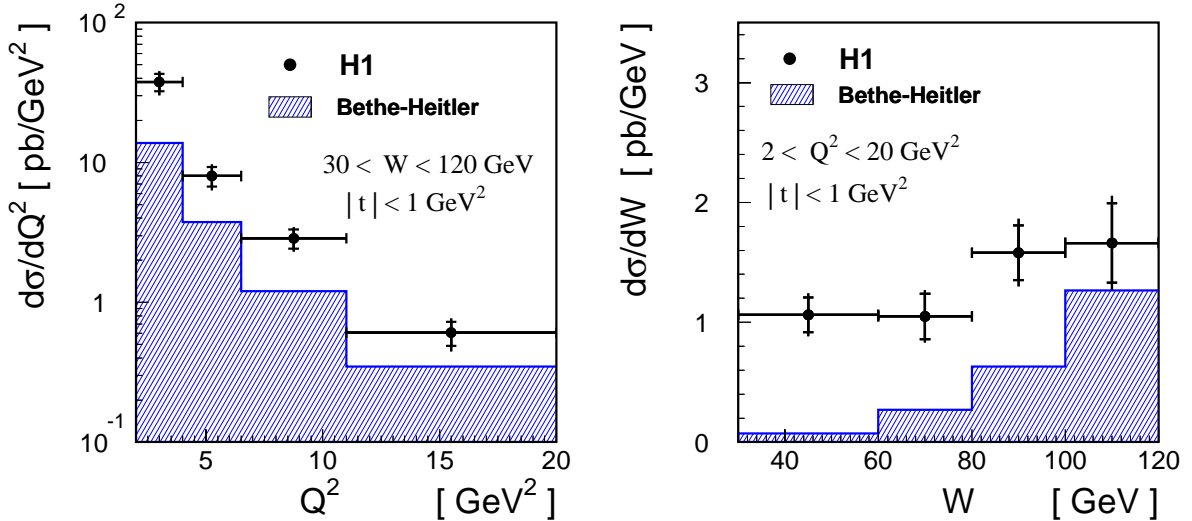 dσ/dQ² [ pb/GeV² ]
10²
10
1
10⁻¹
H1
Bethe-Heitler
30 < W < 120 GeV
| t | < 1 GeV²
5 10 15 20
Q² [ GeV² ]
dσ/dW [ pb/GeV ]
3
2
1
0
H1
Bethe-Heitler
2 < Q² < 20 GeV²
| t | < 1 GeV²
40 60 80 100 120
W [ GeV ]